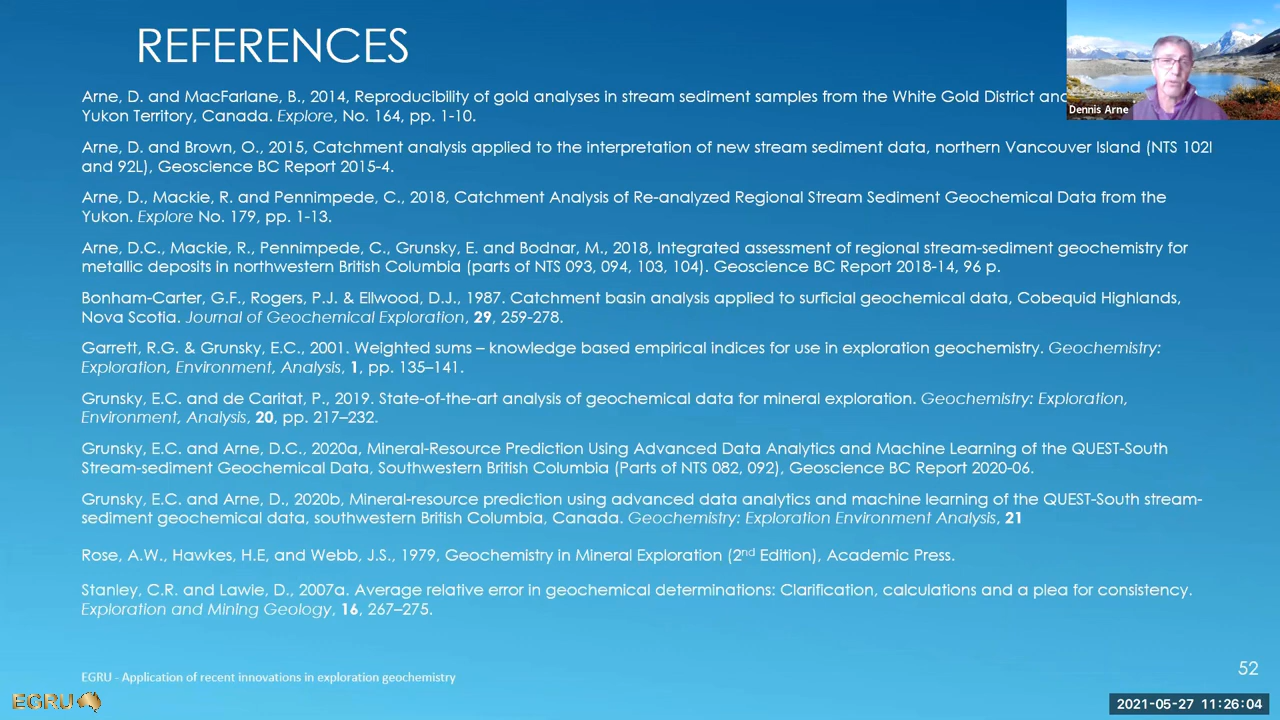 REFERENCES
Arne, D. and MacFarlane, B., 2014, Reproducibility of gold analyses in stream sediment samples from the White Gold District and
Yukon Territory, Canada. Explore, No. 164, pp. 1-10.
Arne, D. and Brown, O., 2015, Catchment analysis applied to the interpretation of new stream sediment data, northern Vancouver Island (NTS 102I
and 92L), Geoscience BC Report 2015-4.
Arne, D., Mackie, R. and Pennimpede, C., 2018, Catchment Analysis of Re-analyzed Regional Stream Sediment Geochemical Data from the
Yukon. Explore No. 179, pp. 1-13.
Arne, D.C., Mackie, R., Pennimpede, C., Grunsky, E. and Bodnar, M., 2018, Integrated assessment of regional stream-sediment geochemistry for
metallic deposits in northwestern British Columbia (parts of NTS 093, 094, 103, 104). Geoscience BC Report 2018-14, 96 p.
Bonham-Carter, G.F., Rogers, P.J. & Ellwood, D.J., 1987. Catchment basin analysis applied to surficial geochemical data, Cobequid Highlands,
Nova Scotia. Journal of Geochemical Exploration, 29, 259-278.
Garrett, R.G. & Grunsky, E.C., 2001. Weighted sums – knowledge based empirical indices for use in exploration geochemistry. Geochemistry:
Exploration, Environment, Analysis, 1, pp. 135–141.
Grunsky, E.C. and de Caritat, P., 2019. State-of-the-art analysis of geochemical data for mineral exploration. Geochemistry: Exploration,
Environment, Analysis, 20, pp. 217–232.
Grunsky, E.C. and Arne, D.C., 2020a, Mineral-Resource Prediction Using Advanced Data Analytics and Machine Learning of the QUEST-South
Stream-sediment Geochemical Data, Southwestern British Columbia (Parts of NTS 082, 092), Geoscience BC Report 2020-06.
Grunsky, E.C. and Arne, D., 2020b, Mineral-resource prediction using advanced data analytics and machine learning of the QUEST-South stream-
sediment geochemical data, southwestern British Columbia, Canada. Geochemistry: Exploration Environment Analysis, 21
Rose, A.W., Hawkes, H.E, and Webb, J.S., 1979, Geochemistry in Mineral Exploration (2nd Edition), Academic Press.
Stanley, C.R. and Lawie, D., 2007a. Average relative error in geochemical determinations: Clarification, calculations and a plea for consistency.
Exploration and Mining Geology, 16, 267–275.
EGRU - Application of recent innovations in exploration geochemistry
52
EGRU
Dennis Arne
2021-05-27 11:26:04